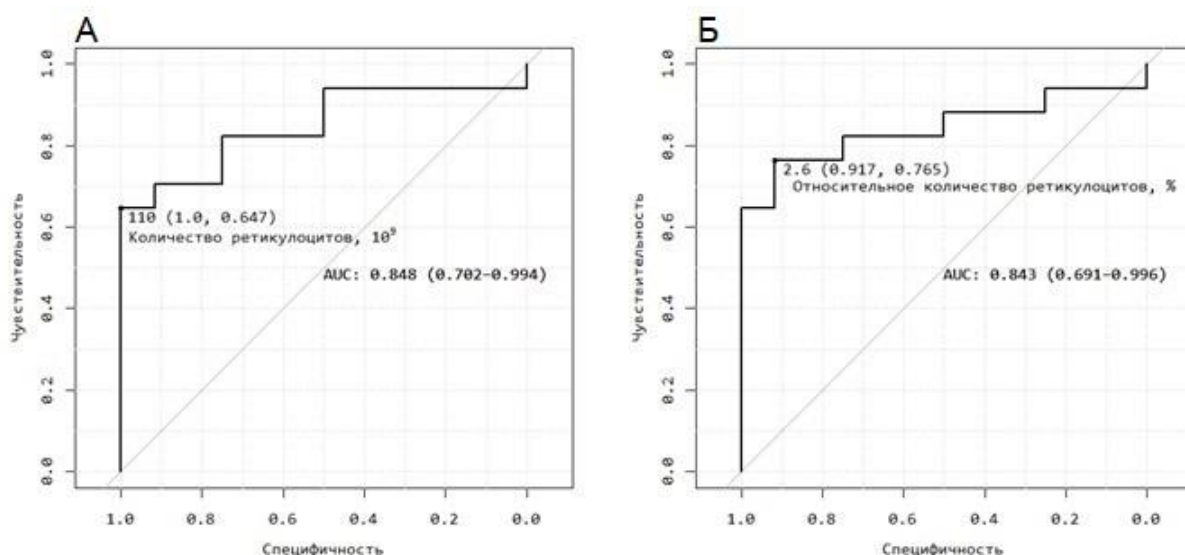 А
1.0
0.8
0.6
0.4
0.2
0.0
Чувствительность
110 (1.0, 0.647)
Количество ретикулоцитов, 10⁹
AUC: 0.848 (0.702-0.994)
1.0 0.8 0.6 0.4 0.2 0.0
Специфичность
Б
1.0
0.8
0.6
0.4
0.2
0.0
Чувствительность
2.6 (0.917, 0.765)
Относительное количество ретикулоцитов, %
AUC: 0.843 (0.691-0.996)
1.0 0.8 0.6 0.4 0.2 0.0
Специфичность